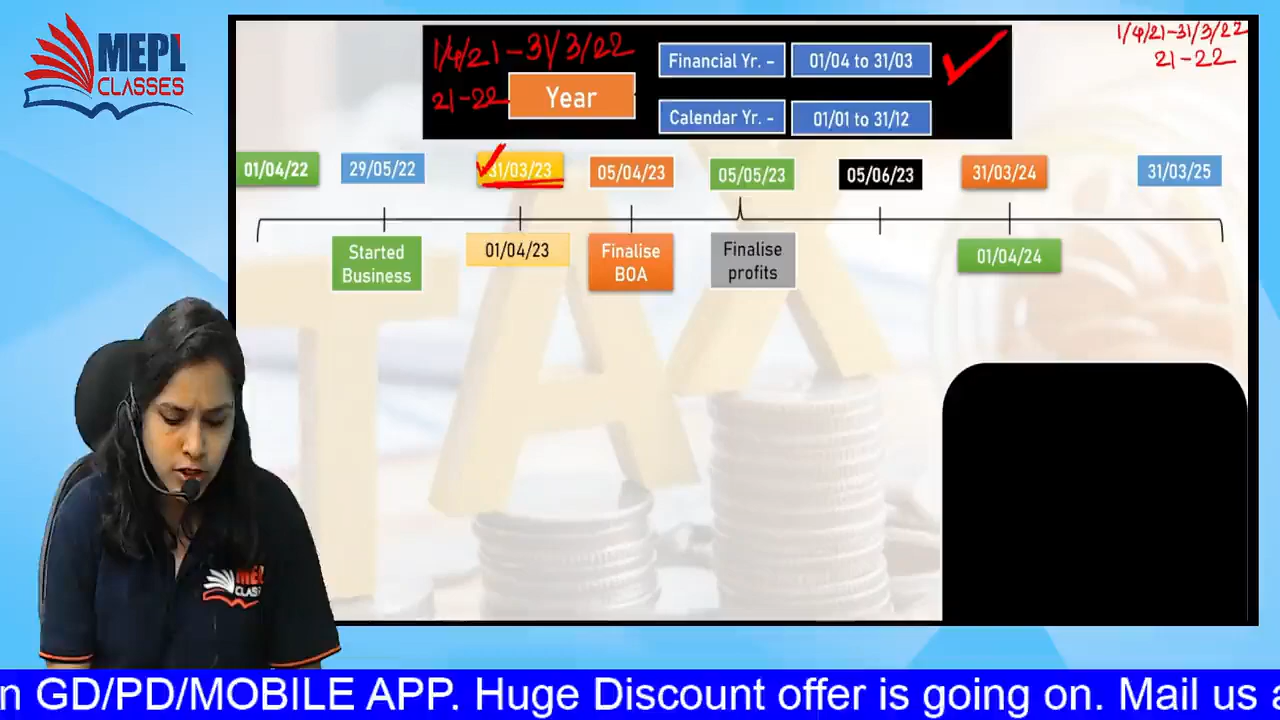 MEPL
CLASSES
1/4/21 - 31/3/22
21-22
Year
Financial Yr. -
01/04 to 31/03
Calendar Yr. -
01/01 to 31/12
1/4/21-31/3/22
21-22
01/04/22
29/05/22
31/03/23
05/04/23
05/05/23
05/06/23
31/03/24
31/03/25
Started
Business
01/04/23
Finalise
BOA
Finalise
profits
01/04/24
TAX
MEPL
CLAS
n GD/PD/MOBILE APP. Huge Discount offer is going on. Mail us a